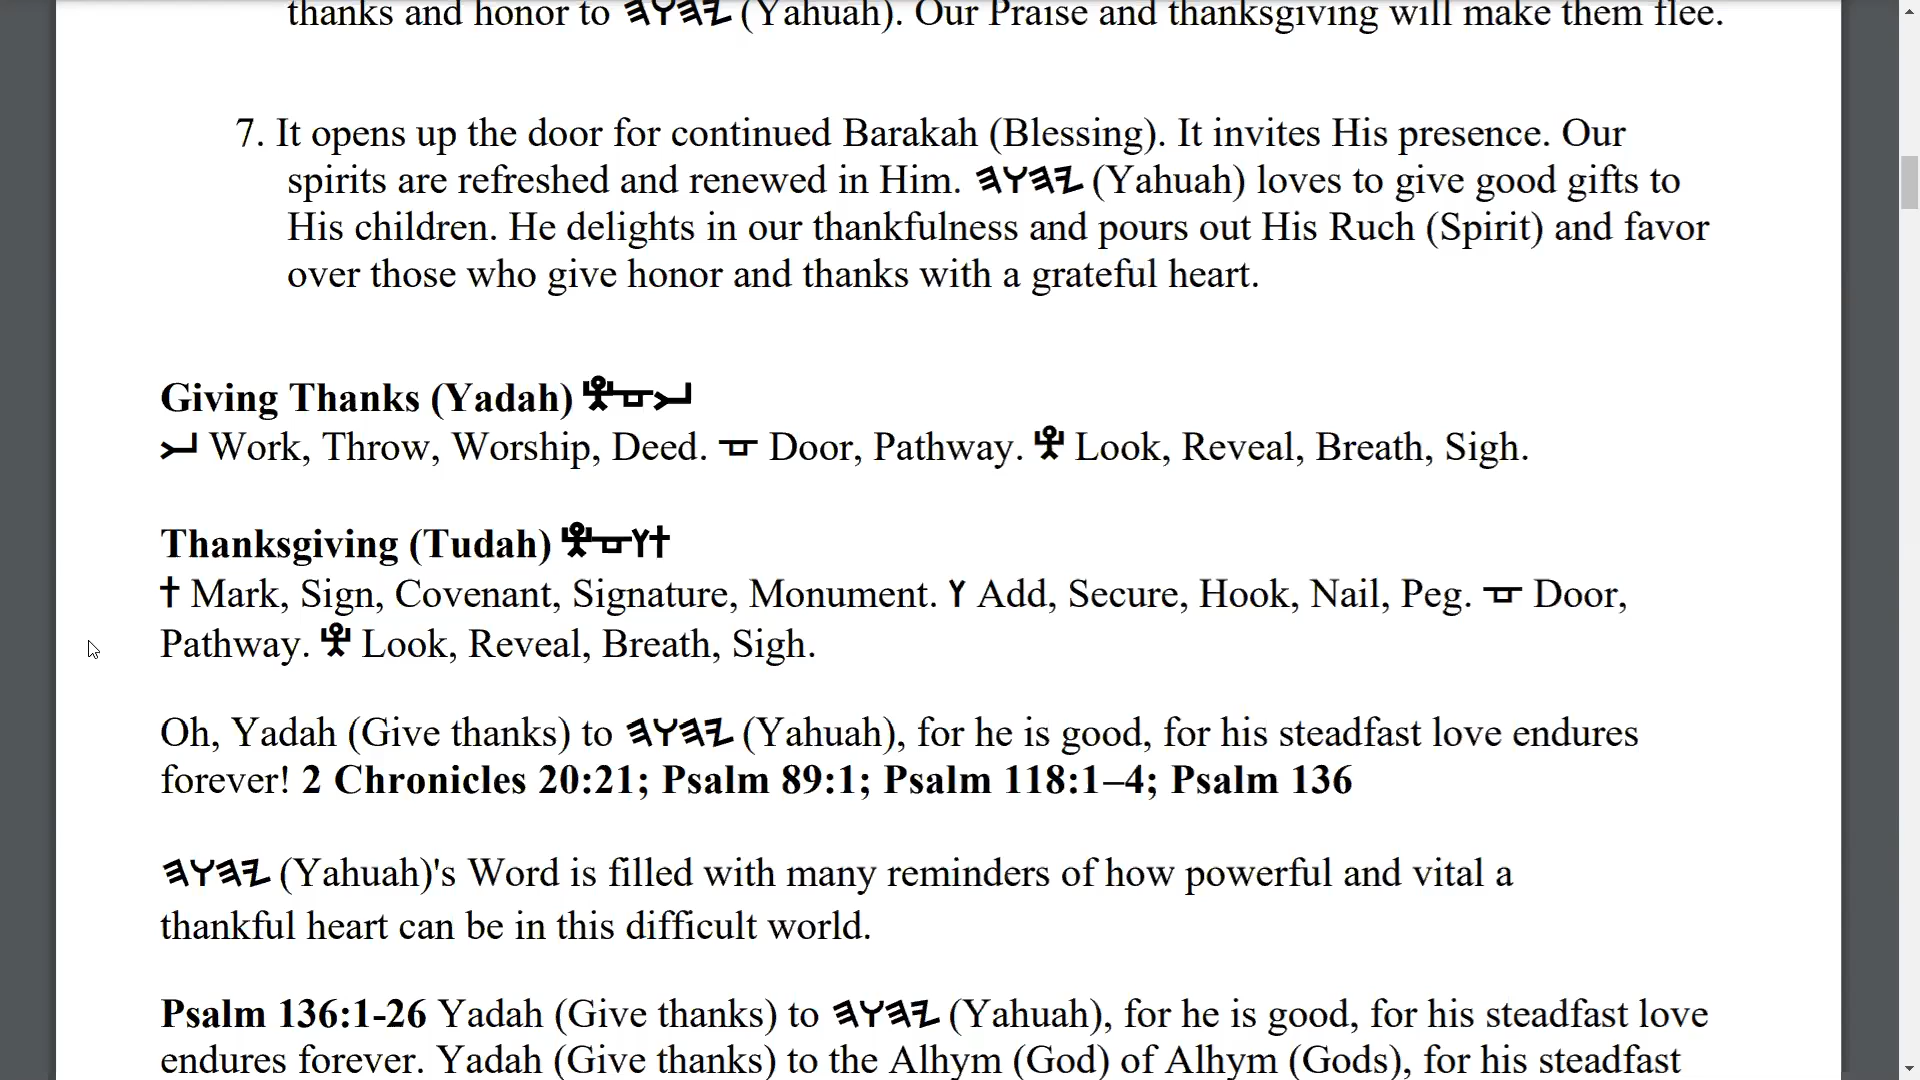 thanks and honor to 𐤉𐤄𐤅𐤄 (Yahuah). Our Praise and thanksgiving will make them flee.
7. It opens up the door for continued Barakah (Blessing). It invites His presence. Our
spirits are refreshed and renewed in Him. 𐤉𐤄𐤅𐤄 (Yahuah) loves to give good gifts to
His children. He delights in our thankfulness and pours out His Ruch (Spirit) and favor
over those who give honor and thanks with a grateful heart.
Giving Thanks (Yadah) 𐤉𐤃𐤄
𐤉 Work, Throw, Worship, Deed. 𐤃 Door, Pathway. 𐤄 Look, Reveal, Breath, Sigh.
Thanksgiving (Tudah) 𐤕𐤅𐤃𐤄
𐤕 Mark, Sign, Covenant, Signature, Monument. 𐤅 Add, Secure, Hook, Nail, Peg. 𐤃 Door,
Pathway. 𐤄 Look, Reveal, Breath, Sigh.
Oh, Yadah (Give thanks) to 𐤉𐤄𐤅𐤄 (Yahuah), for he is good, for his steadfast love endures
forever! 2 Chronicles 20:21; Psalm 89:1; Psalm 118:1–4; Psalm 136
𐤉𐤄𐤅𐤄 (Yahuah)'s Word is filled with many reminders of how powerful and vital a
thankful heart can be in this difficult world.
Psalm 136:1-26 Yadah (Give thanks) to 𐤉𐤄𐤅𐤄 (Yahuah), for he is good, for his steadfast love
endures forever. Yadah (Give thanks) to the Alhym (God) of Alhym (Gods), for his steadfast